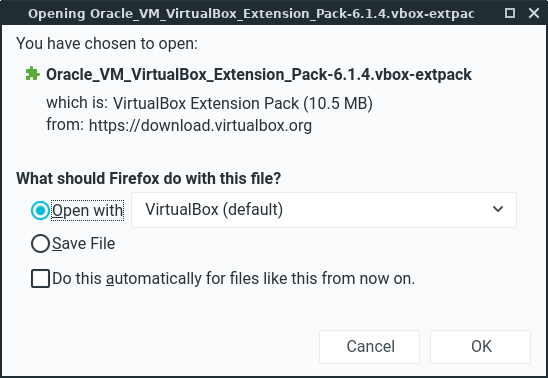 Opening Oracle_VM_VirtualBox_Extension_Pack-6.1.4.vbox-extpac
You have chosen to open:
Oracle_VM_VirtualBox_Extension_Pack-6.1.4.vbox-extpack
which is: VirtualBox Extension Pack (10.5 MB)
from: https://download.virtualbox.org
What should Firefox do with this file?
Open with VirtualBox (default)
Save File
Do this automatically for files like this from now on.
Cancel OK